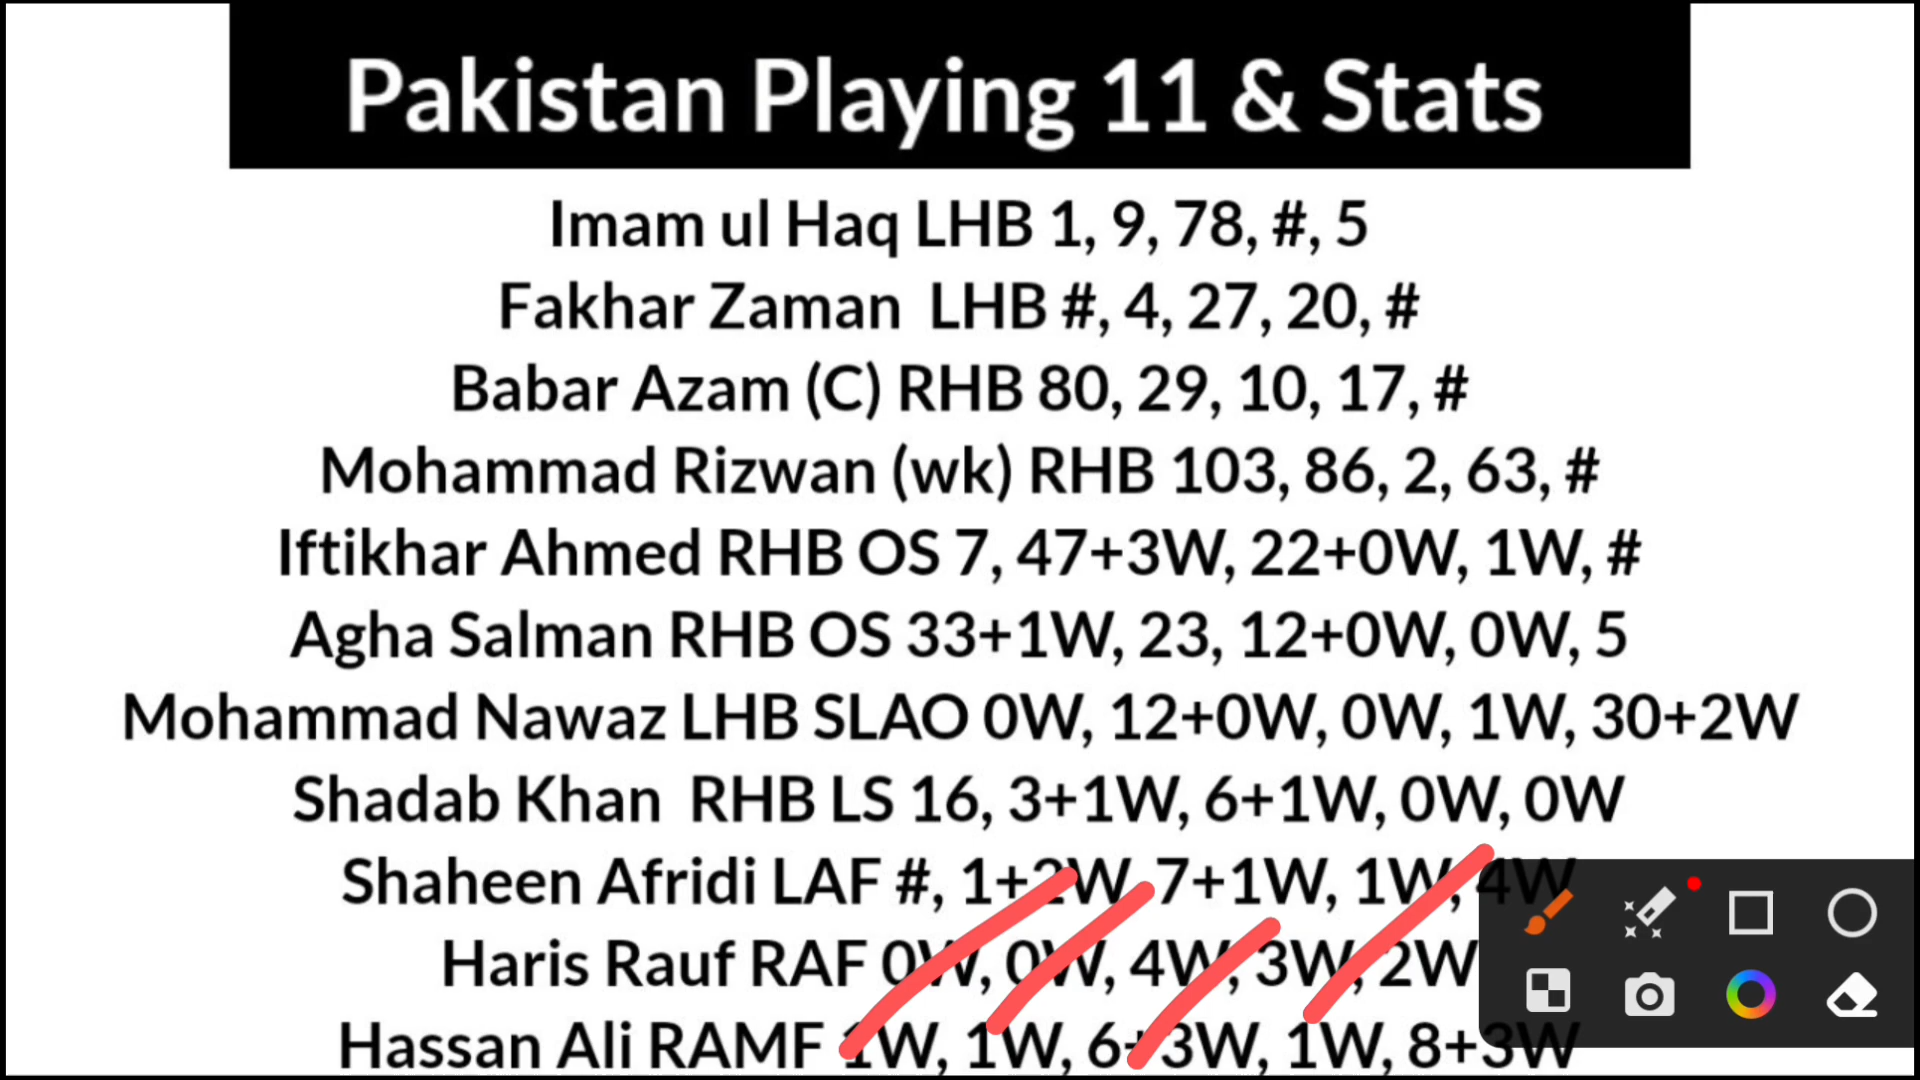 Pakistan Playing 11 & Stats
Imam ul Haq LHB 1, 9, 78, #, 5
Fakhar Zaman LHB #, 4, 27, 20, #
Babar Azam (C) RHB 80, 29, 10, 17, #
Mohammad Rizwan (wk) RHB 103, 86, 2, 63, #
Iftikhar Ahmed RHB OS 7, 47+3W, 22+0W, 1W, #
Agha Salman RHB OS 33+1W, 23, 12+0W, 0W, 5
Mohammad Nawaz LHB SLAO 0W, 12+0W, 0W, 1W, 30+2W
Shadab Khan RHB LS 16, 3+1W, 6+1W, 0W, 0W
Shaheen Afridi LAF #, 1+2W, 7+1W, 1W, 4W
Haris Rauf RAF 0W, 0W, 4W, 3W, 2W
Hassan Ali RAMF 1W, 1W, 6+3W, 1W, 8+3W